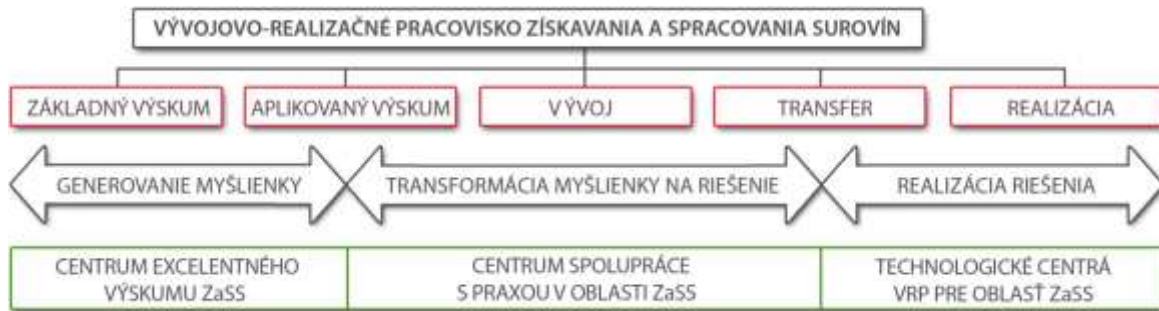 VÝVOJOVO-REALIZAČNÉ PRACOVISKO ZÍSKAVANIA A SPRACOVANIA SUROVÍN
ZÁKLADNÝ VÝSKUM
APLIKOVANÝ VÝSKUM
VÝVOJ
TRANSFER
REALIZÁCIA
GENEROVANIE MYŠLIENKY
TRANSFORMÁCIA MYŠLIENKY NA RIEŠENIE
REALIZÁCIA RIEŠENIA
CENTRUM EXCELENTNÉHO
VÝSKUMU ZaSS
CENTRUM SPOLUPRÁCE
S PRAXOU V OBLASTI ZaSS
TECHNOLOGICKÉ CENTRÁ
VRP PRE OBLASŤ ZaSS